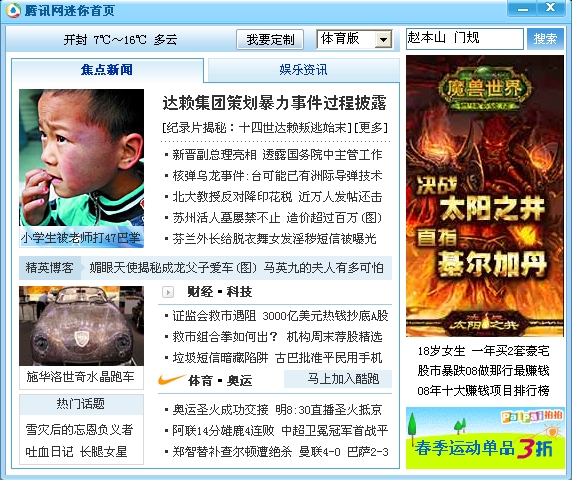 腾讯网迷你首页
开封 7℃～16℃ 多云
我要定制
体育版
赵本山 门规
搜索
焦点新闻
娱乐资讯
小学生被老师打47巴掌
达赖集团策划暴力事件过程披露
[纪录片揭秘：十四世达赖叛逃始末][更多]
新晋副总理亮相 透露国务院中主管工作
核弹乌龙事件:台可能已有洲际导弹技术
北大教授反对降印花税 近万人发帖还击
苏州活人墓屡禁不止 造价超过百万(图)
芬兰外长给脱衣舞女发淫秽短信被曝光
精英博客
媚眼天使揭秘成龙父子爱车(图) 马英九的夫人有多可怕
施华洛世奇水晶跑车
财经·科技
证监会救市遇阻 3000亿美元热钱抄底A股
救市组合拳如何出？ 机构周末荐股精选
垃圾短信暗藏陷阱 古巴批准平民用手机
体育·奥运
马上加入酷跑
奥运圣火成功交接 明8:30直播圣火抵京
阿联14分雄鹿4连败 中超卫冕冠军首战平
郑智替补查尔顿遭绝杀 曼联4-0 巴萨2-3
热门话题
雪灾后的忘恩负义者
吐血日记 长腿女星
魔兽世界
决战
太阳之井
直指
基尔加丹
太阳之井
18岁女生 一年买2套豪宅
股市暴跌08做那行最赚钱
08年十大赚钱项目排行榜
PaiPai拍拍
春季运动单品3折